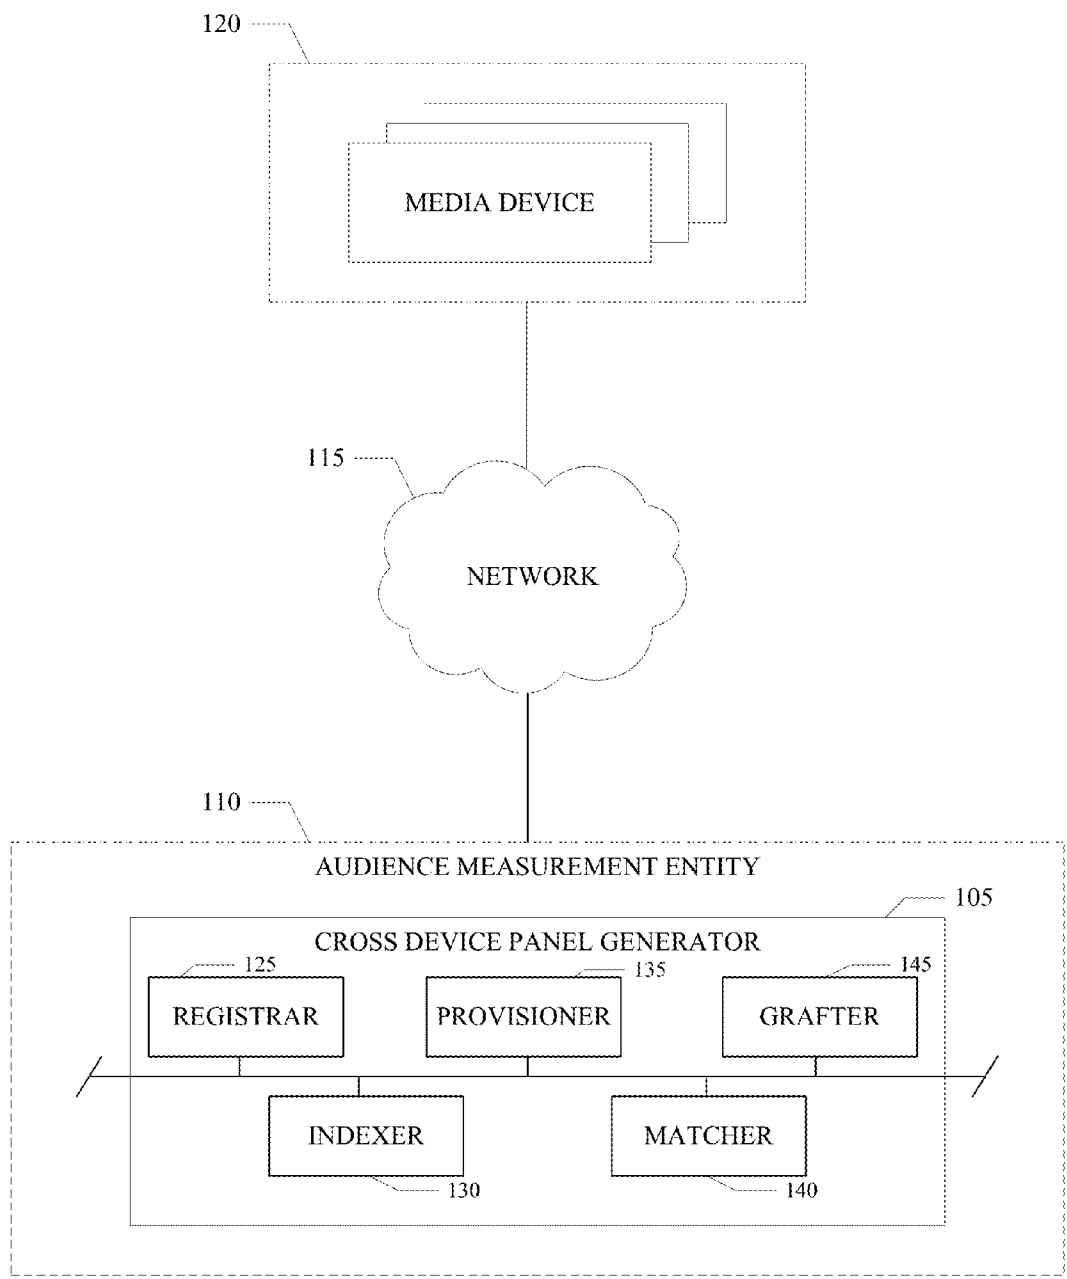 120
MEDIA DEVICE
115
NETWORK
110
AUDIENCE MEASUREMENT ENTITY
105
CROSS DEVICE PANEL GENERATOR
125
135
145
REGISTRAR
PROVISIONER
GRAFTER
INDEXER
MATCHER
130
140